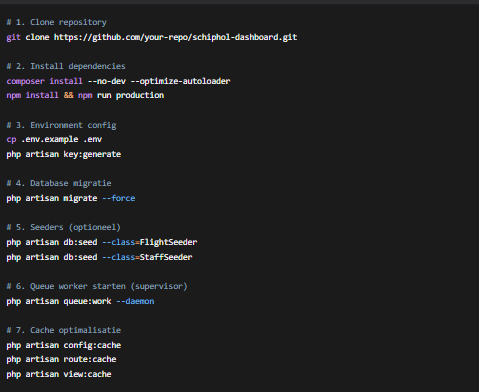 # 1. Clone repository
git clone https://github.com/your-repo/schiphol-dashboard.git
# 2. Install dependencies
composer install --no-dev --optimize-autoloader
npm install && npm run production
# 3. Environment config
cp .env.example .env
php artisan key:generate
# 4. Database migratie
php artisan migrate --force
# 5. Seeders (optioneel)
php artisan db:seed --class=FlightSeeder
php artisan db:seed --class=StaffSeeder
# 6. Queue worker starten (supervisor)
php artisan queue:work --daemon
# 7. Cache optimalisatie
php artisan config:cache
php artisan route:cache
php artisan view:cache